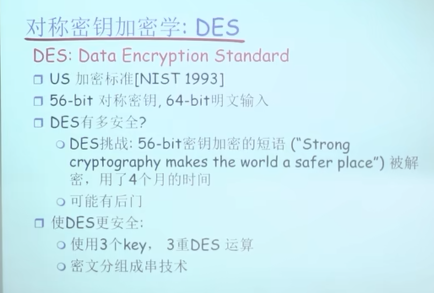 对称密钥加密学: DES
DES: Data Encryption Standard
US 加密标准[NIST 1993]
56-bit 对称密钥, 64-bit明文输入
DES有多安全?
DES挑战: 56-bit密钥加密的短语 (“Strong
cryptography makes the world a safer place”) 被解
密，用了4个月的时间
可能有后门
使DES更安全:
使用3个key， 3重DES 运算
密文分组成串技术